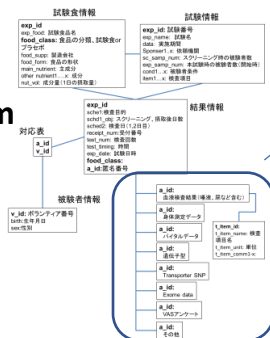 試験食情報
exp_id
exp_food: 試験食品名
food_class: 食品の分類、試験食or
プラセボ
food_supp: 製造会社
food_form: 食品の形状
main_nutrient: 主成分
other nutrient1...x: 成分
nut_vol: 成分量(1日の摂取量)
試験情報
exp_id: 試験番号
exp_name: 試験名
data: 実施期間
Sponser1..x: 依頼機関
sc_samp_num: スクリーニング時の被験者数
exp_samp_num: 本試験時の被験者数(開始時)
cont1...x: 被験者条件
item1...x: 検査項目
m
結果情報
exp_id
sche1:検査目的
schd1_obj: スクリーニング、摂取後日数
sched2: 検査日(1,2日目)
receipt_num:受付番号
test_num: 検査回数
test_timing: 時間
exp_date: 試験日時
food_class:
a_id:匿名番号
対応表
a_id
v_id
被験者情報
v_id: ボランティア番号
birth:生年月日
sex:性別
a_id:
血液検査結果(唾液、尿など含む)
a_id:
身体測定データ
a_id:
バイタルデータ
a_id:
遺伝子型
a_id:
Transporter SNP
a_id:
Exome data
a_id:
VASアンケート
a_id:
その他
t_item_id:
t_item_name: 検査
項目名
t_item_unit: 単位
t_item_comm1-x: